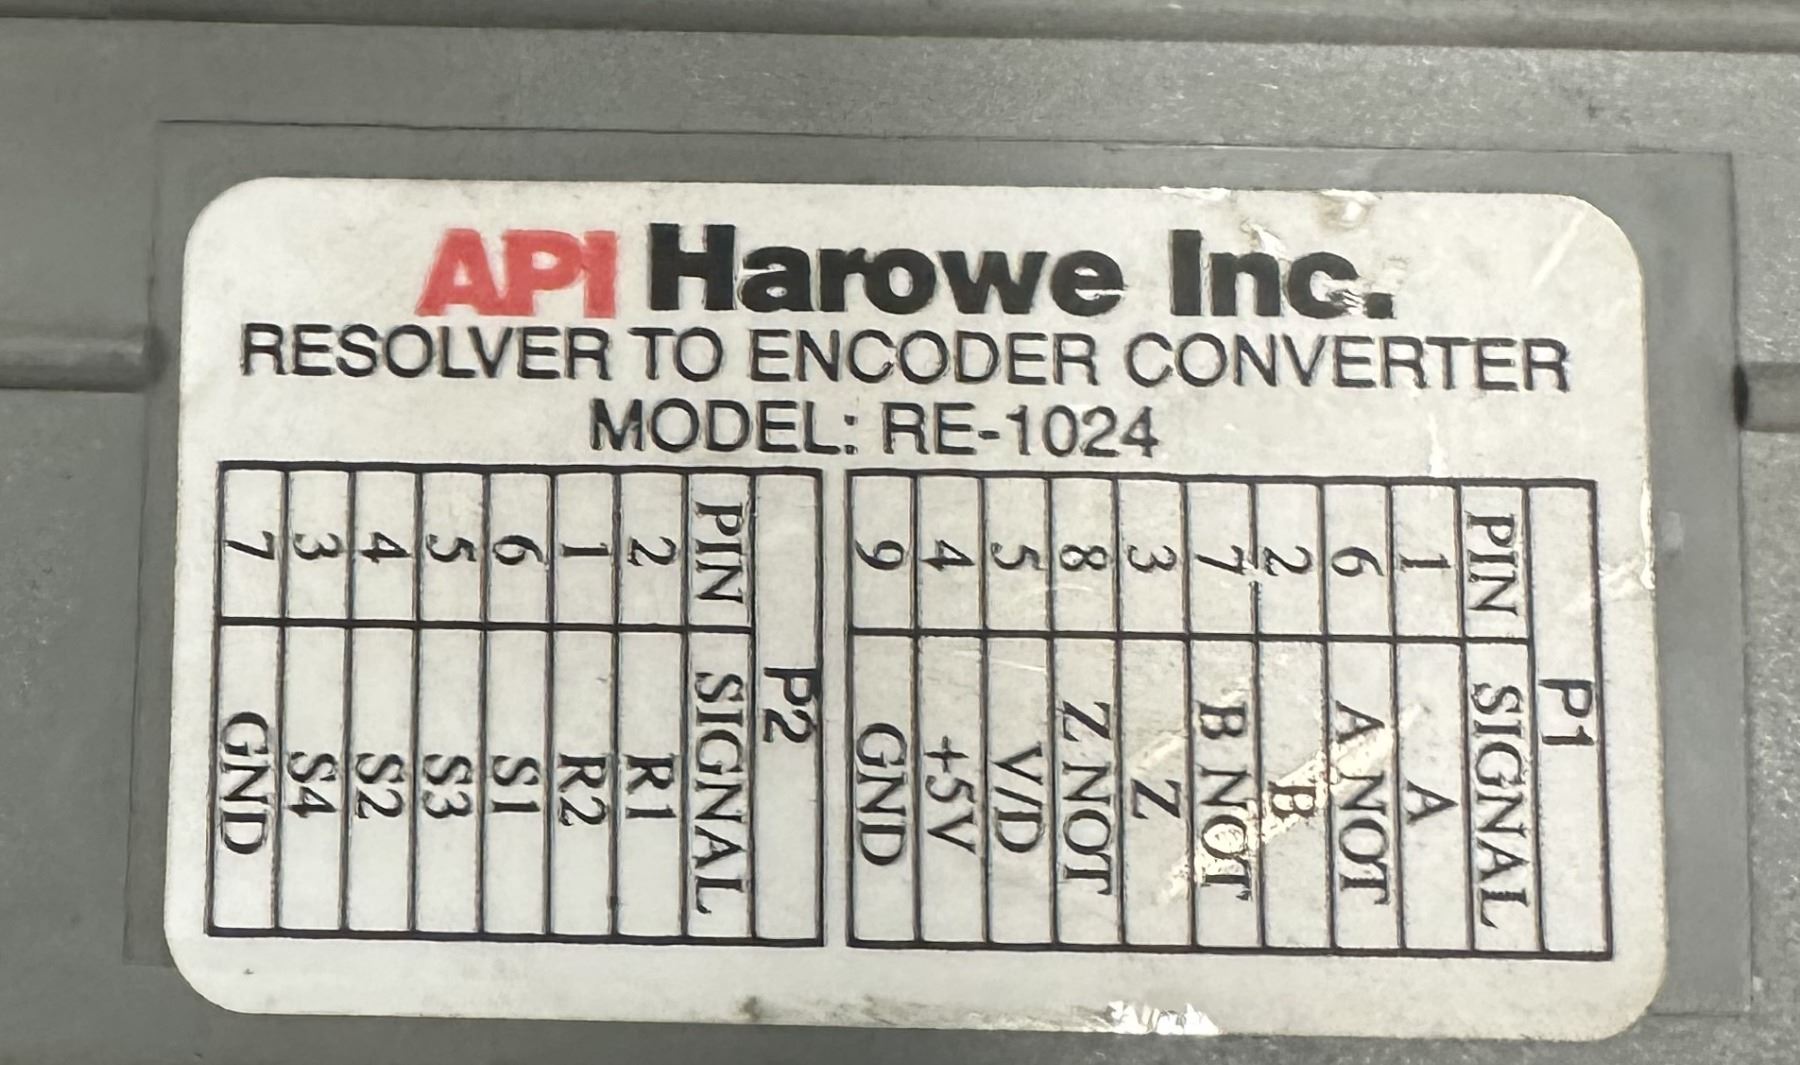 API Harowe Inc.
RESOLVER TO ENCODER CONVERTER
MODEL: RE-1024
P1
PIN SIGNAL
1 A
6 A NOT
2 B
7 B NOT
3 Z
8 Z NOT
5 V/D
4 +5V
9 GND
P2
PIN SIGNAL
2 R1
1 R2
6 S1
5 S3
4 S2
3 S4
7 GND